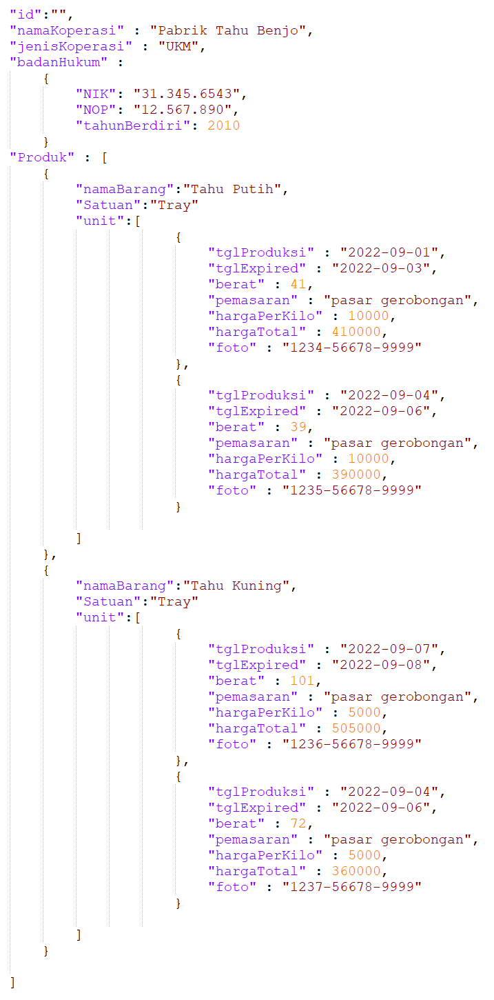 "id":"",
"namaKoperasi" : "Pabrik Tahu Benjo",
"jenisKoperasi" : "UKM",
"badanHukum" :
{
"NIK": "31.345.6543",
"NOP": "12.567.890",
"tahunBerdiri": 2010
}
"Produk" : [
{
"namaBarang":"Tahu Putih",
"Satuan":"Tray"
"unit":[
{
"tglProduksi" : "2022-09-01",
"tglExpired" : "2022-09-03",
"berat" : 41,
"pemasaran" : "pasar gerobongan",
"hargaPerKilo" : 10000,
"hargaTotal" : 410000,
"foto" : "1234-56678-9999"
},
{
"tglProduksi" : "2022-09-04",
"tglExpired" : "2022-09-06",
"berat" : 39,
"pemasaran" : "pasar gerobongan",
"hargaPerKilo" : 10000,
"hargaTotal" : 390000,
"foto" : "1235-56678-9999"
}
]
},
{
"namaBarang":"Tahu Kuning",
"Satuan":"Tray"
"unit":[
{
"tglProduksi" : "2022-09-07",
"tglExpired" : "2022-09-08",
"berat" : 101,
"pemasaran" : "pasar gerobongan",
"hargaPerKilo" : 5000,
"hargaTotal" : 505000,
"foto" : "1236-56678-9999"
},
{
"tglProduksi" : "2022-09-04",
"tglExpired" : "2022-09-06",
"berat" : 72,
"pemasaran" : "pasar gerobongan",
"hargaPerKilo" : 5000,
"hargaTotal" : 360000,
"foto" : "1237-56678-9999"
}
]
}
]